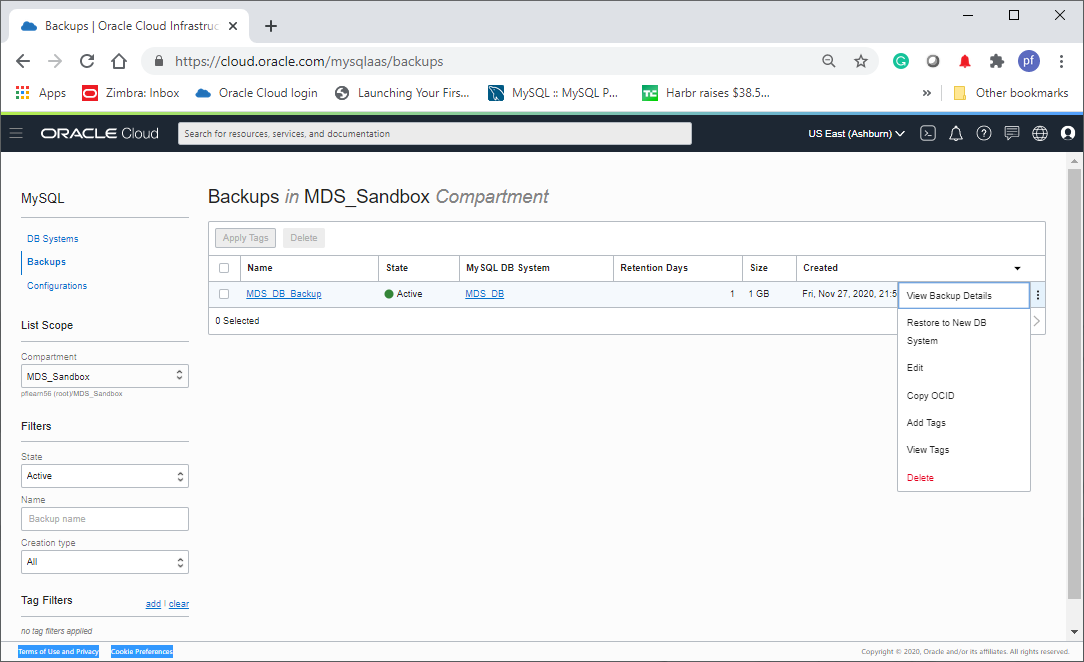 Backups | Oracle Cloud Infrastruc
https://cloud.oracle.com/mysqlaas/backups
pf
Apps
Zimbra: Inbox
Oracle Cloud login
Launching Your Firs...
MySQL :: MySQL P...
TC
Harbr raises $38.5...
»
Other bookmarks
ORACLE Cloud
Search for resources, services, and documentation
US East (Ashburn)
MySQL
DB Systems
Backups
Configurations
List Scope
Compartment
MDS_Sandbox
pflearn56 (root)/MDS_Sandbox
Filters
State
Active
Name
Backup name
Creation type
All
Tag Filters
add | clear
no tag filters applied
Backups in MDS_Sandbox Compartment
Apply Tags Delete
Name State MySQL DB System Retention Days Size Created
MDS_DB_Backup Active MDS_DB 1 1 GB Fri, Nov 27, 2020, 21:5
0 Selected
View Backup Details
Restore to New DB
System
Edit
Copy OCID
Add Tags
View Tags
Delete
Terms of Use and Privacy Cookie Preferences
Copyright © 2020, Oracle and/or its affiliates. All rights reserved.